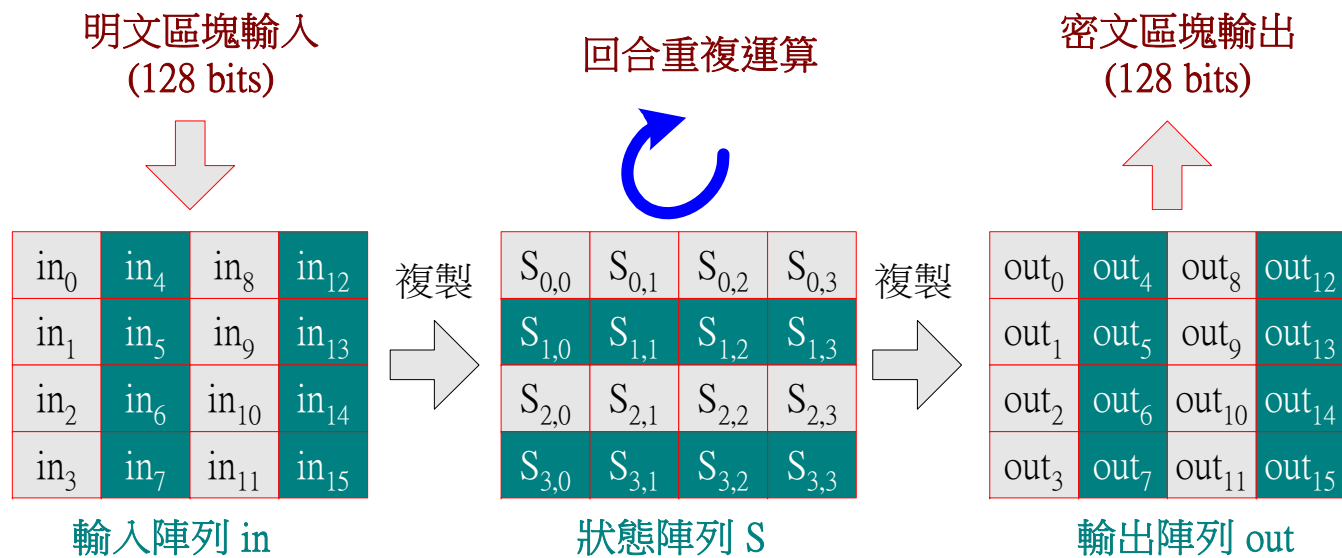 明文區塊輸入
(128 bits)
回合重複運算
密文區塊輸出
(128 bits)
in₀ in₄ in₈ in₁₂
in₁ in₅ in₉ in₁₃
in₂ in₆ in₁₀ in₁₄
in₃ in₇ in₁₁ in₁₅
複製
S₀,₀ S₀,₁ S₀,₂ S₀,₃
S₁,₀ S₁,₁ S₁,₂ S₁,₃
S₂,₀ S₂,₁ S₂,₂ S₂,₃
S₃,₀ S₃,₁ S₃,₂ S₃,₃
複製
out₀ out₄ out₈ out₁₂
out₁ out₅ out₉ out₁₃
out₂ out₆ out₁₀ out₁₄
out₃ out₇ out₁₁ out₁₅
輸入陣列 in
狀態陣列 S
輸出陣列 out